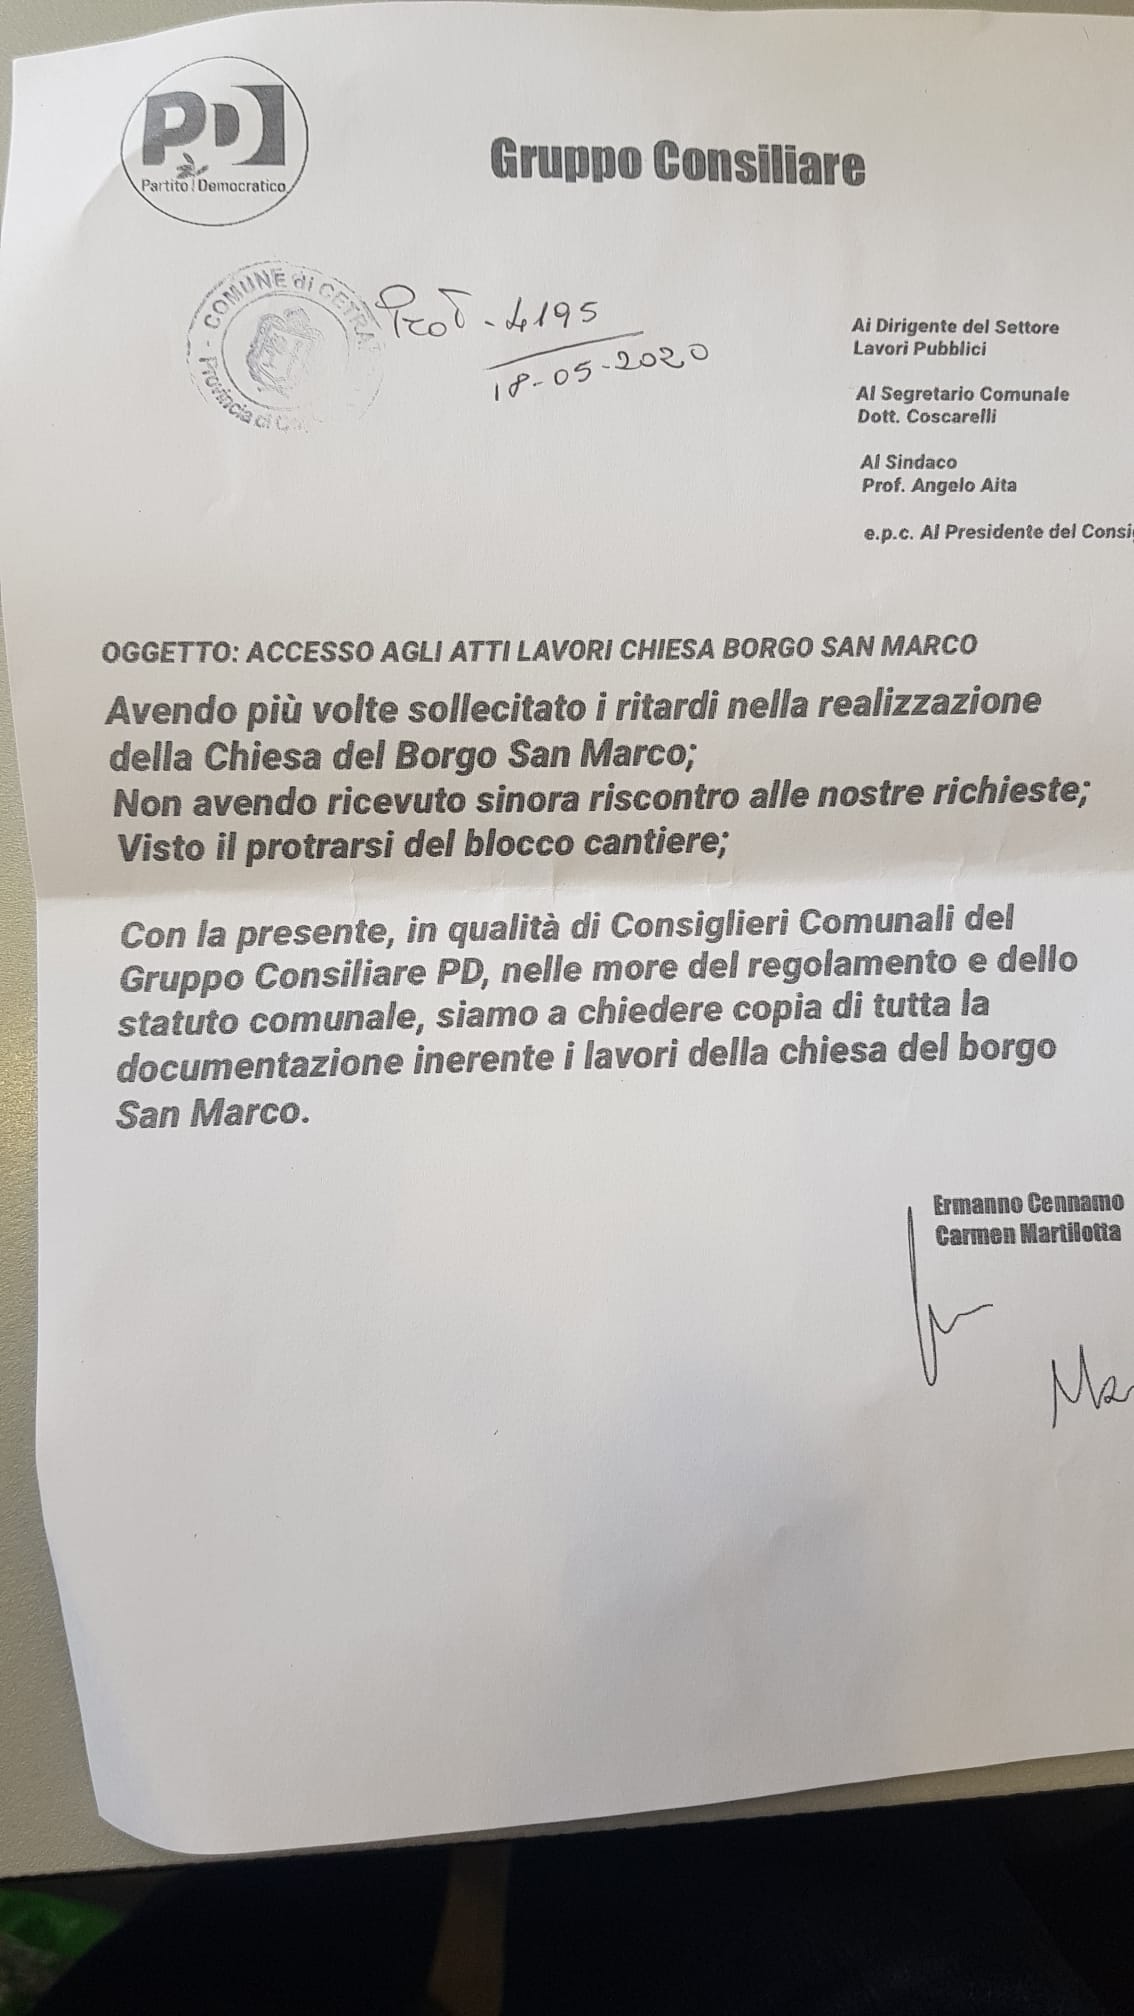 PD
Partito Democratico
Gruppo Consiliare
COMUNE di CETRA
Provincia di
Prot - 4195
18-05-2020
Ai Dirigente del Settore
Lavori Pubblici
Al Segretario Comunale
Dott. Coscarelli
Al Sindaco
Prof. Angelo Aita
e.p.c. Al Presidente del Consig
OGGETTO: ACCESSO AGLI ATTI LAVORI CHIESA BORGO SAN MARCO
Avendo più volte sollecitato i ritardi nella realizzazione
della Chiesa del Borgo San Marco;
Non avendo ricevuto sinora riscontro alle nostre richieste;
Visto il protrarsi del blocco cantiere;
Con la presente, in qualità di Consiglieri Comunali del
Gruppo Consiliare PD, nelle more del regolamento e dello
statuto comunale, siamo a chiedere copia di tutta la
documentazione inerente i lavori della chiesa del borgo
San Marco.
Ermanno Cennamo
Carmen Martilotta